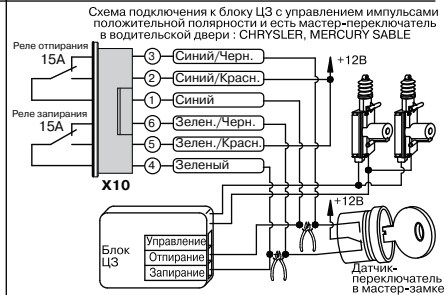 Схема подключения к блоку ЦЗ с управлением импульсами
положительной полярности и есть мастер-переключатель
в водительской двери : CHRYSLER, MERCURY SABLE
Реле отпирания
15А
Реле запирания
15А
X10
3 Синий/Черн.
2 Синий/Красн.
1 Синий
6 Зелен./Черн.
5 Зелен./Красн.
4 Зеленый
+12В
+12В
Блок
ЦЗ
Управление
Отпирание
Запирание
Датчик-
переключатель
в мастер-замке